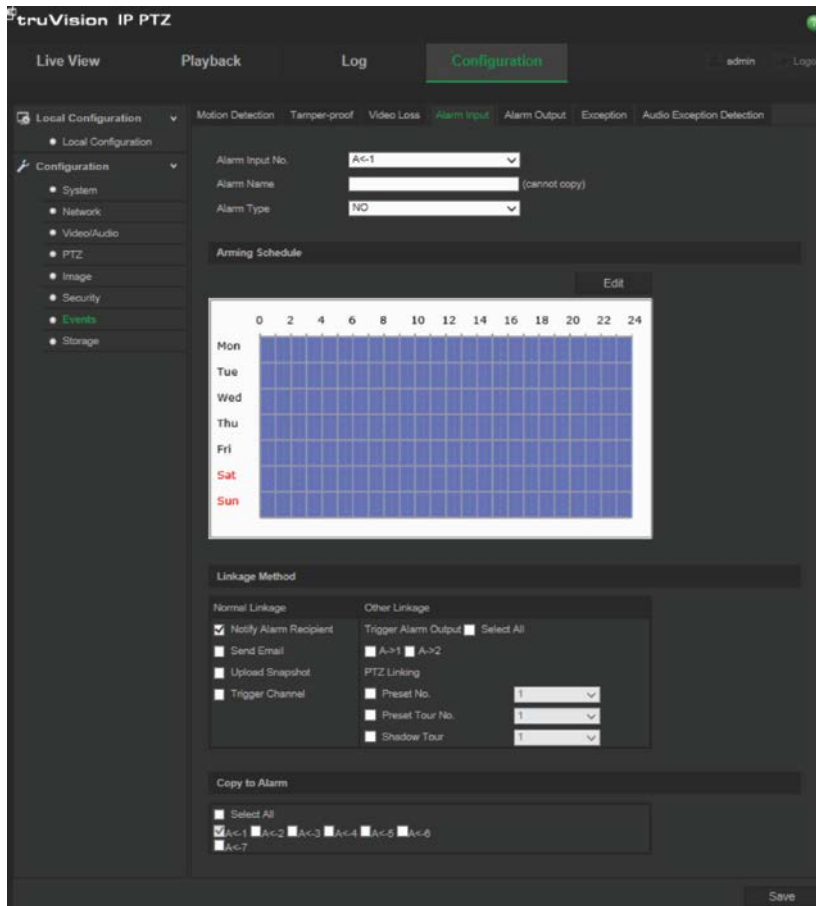 truVision IP PTZ
Live View Playback Log Configuration admin
Local Configuration
Local Configuration
Configuration
System
Network
Video/Audio
PTZ
Image
Security
Events
Storage
Motion Detection Tamper-proof Video Loss Alarm Input Alarm Output Exception Audio Exception Detection
Alarm Input No. A<-1
Alarm Name (cannot copy)
Alarm Type NO
Arming Schedule
Edit
0 2 4 6 8 10 12 14 16 18 20 22 24
Mon
Tue
Wed
Thu
Fri
Sat
Sun
Linkage Method
Normal Linkage Other Linkage
Notify Alarm Recipient Trigger Alarm Output Select All
Send Email A->1 A->2
Upload Snapshot PTZ Linking
Trigger Channel Preset No. 1
Preset Tour No. 1
Shadow Tour 1
Copy to Alarm
Select All
A<-1 A<-2 A<-3 A<-4 A<-5 A<-6
A<-7
Save